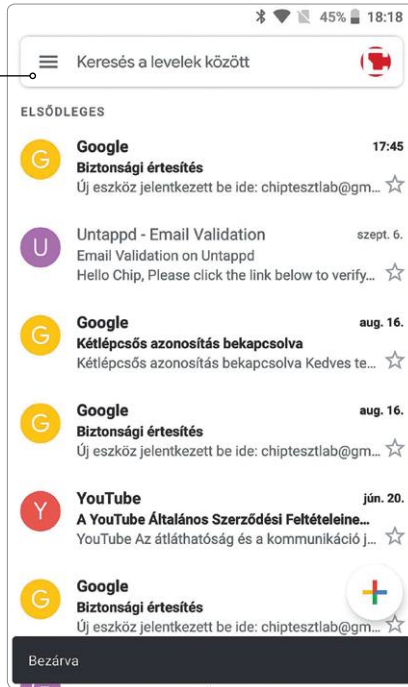 45% 18:18
Keresés a levelek között
ELSŐDLEGES
G Google 17:45
Biztonsági értesítés
Új eszköz jelentkezett be ide: chiptesztlab@gm...
U Untappd - Email Validation szept. 6.
Email Validation on Untappd
Hello Chip, Please click the link below to verify...
G Google aug. 16.
Kétlépcsős azonosítás bekapcsolva
Kétlépcsős azonosítás bekapcsolva Kedves te...
G Google aug. 16.
Biztonsági értesítés
Új eszköz jelentkezett be ide: chiptesztlab@gm...
Y YouTube jún. 20.
A YouTube Általános Szerződési Feltételeine...
YouTube Az átláthatóság és a kommunikáció j...
G Google
Biztonsági értesítés
Új eszköz jelentkezett be ide: chiptesztlab@gm...
Bezárva